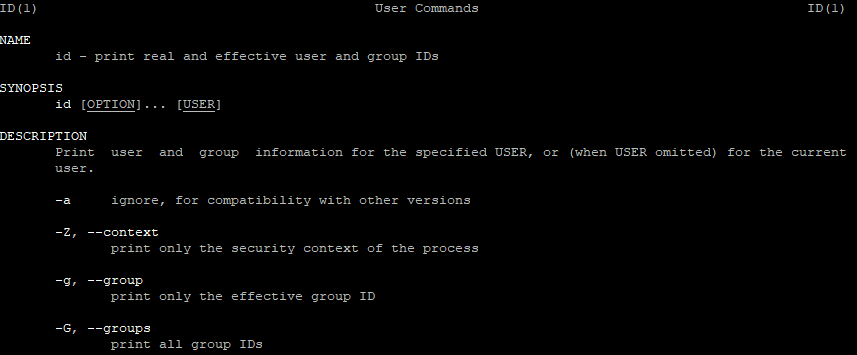 ID(1) User Commands ID(1)
NAME
id - print real and effective user and group IDs
SYNOPSIS
id [OPTION]... [USER]
DESCRIPTION
Print user and group information for the specified USER, or (when USER omitted) for the current
user.
-a ignore, for compatibility with other versions
-Z, --context
print only the security context of the process
-g, --group
print only the effective group ID
-G, --groups
print all group IDs